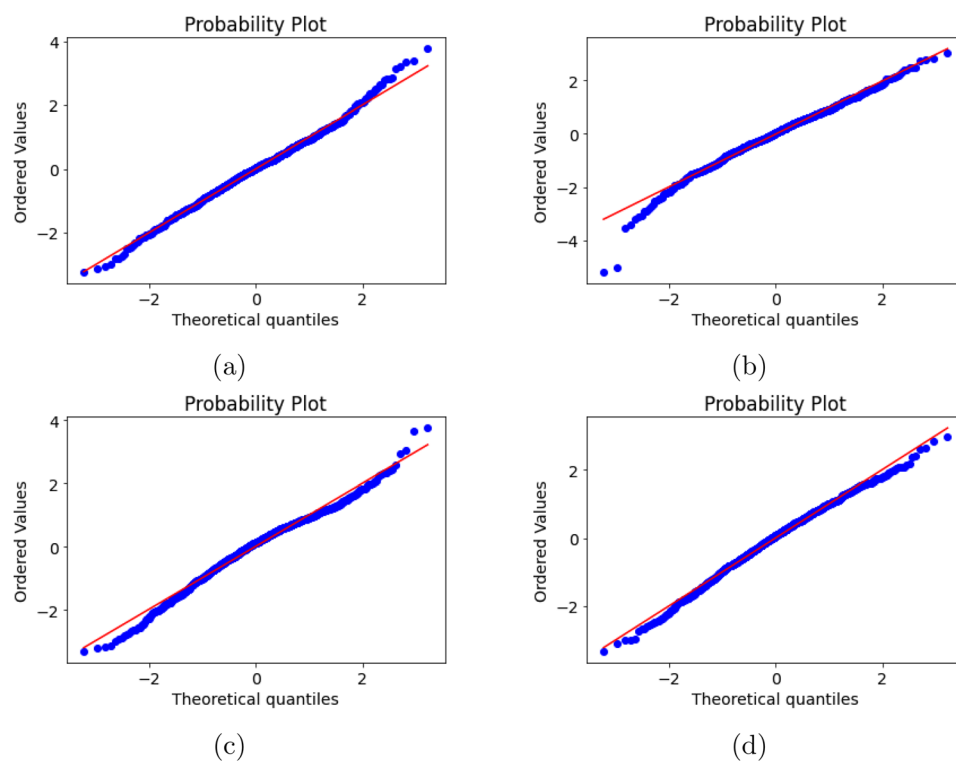 Probability Plot
4
2
0
−2
Ordered Values
−2
0
2
Theoretical quantiles
(a)
Probability Plot
2
0
−2
−4
Ordered Values
−2
0
2
Theoretical quantiles
(b)
Probability Plot
4
2
0
−2
Ordered Values
−2
0
2
Theoretical quantiles
(c)
Probability Plot
2
0
−2
Ordered Values
−2
0
2
Theoretical quantiles
(d)